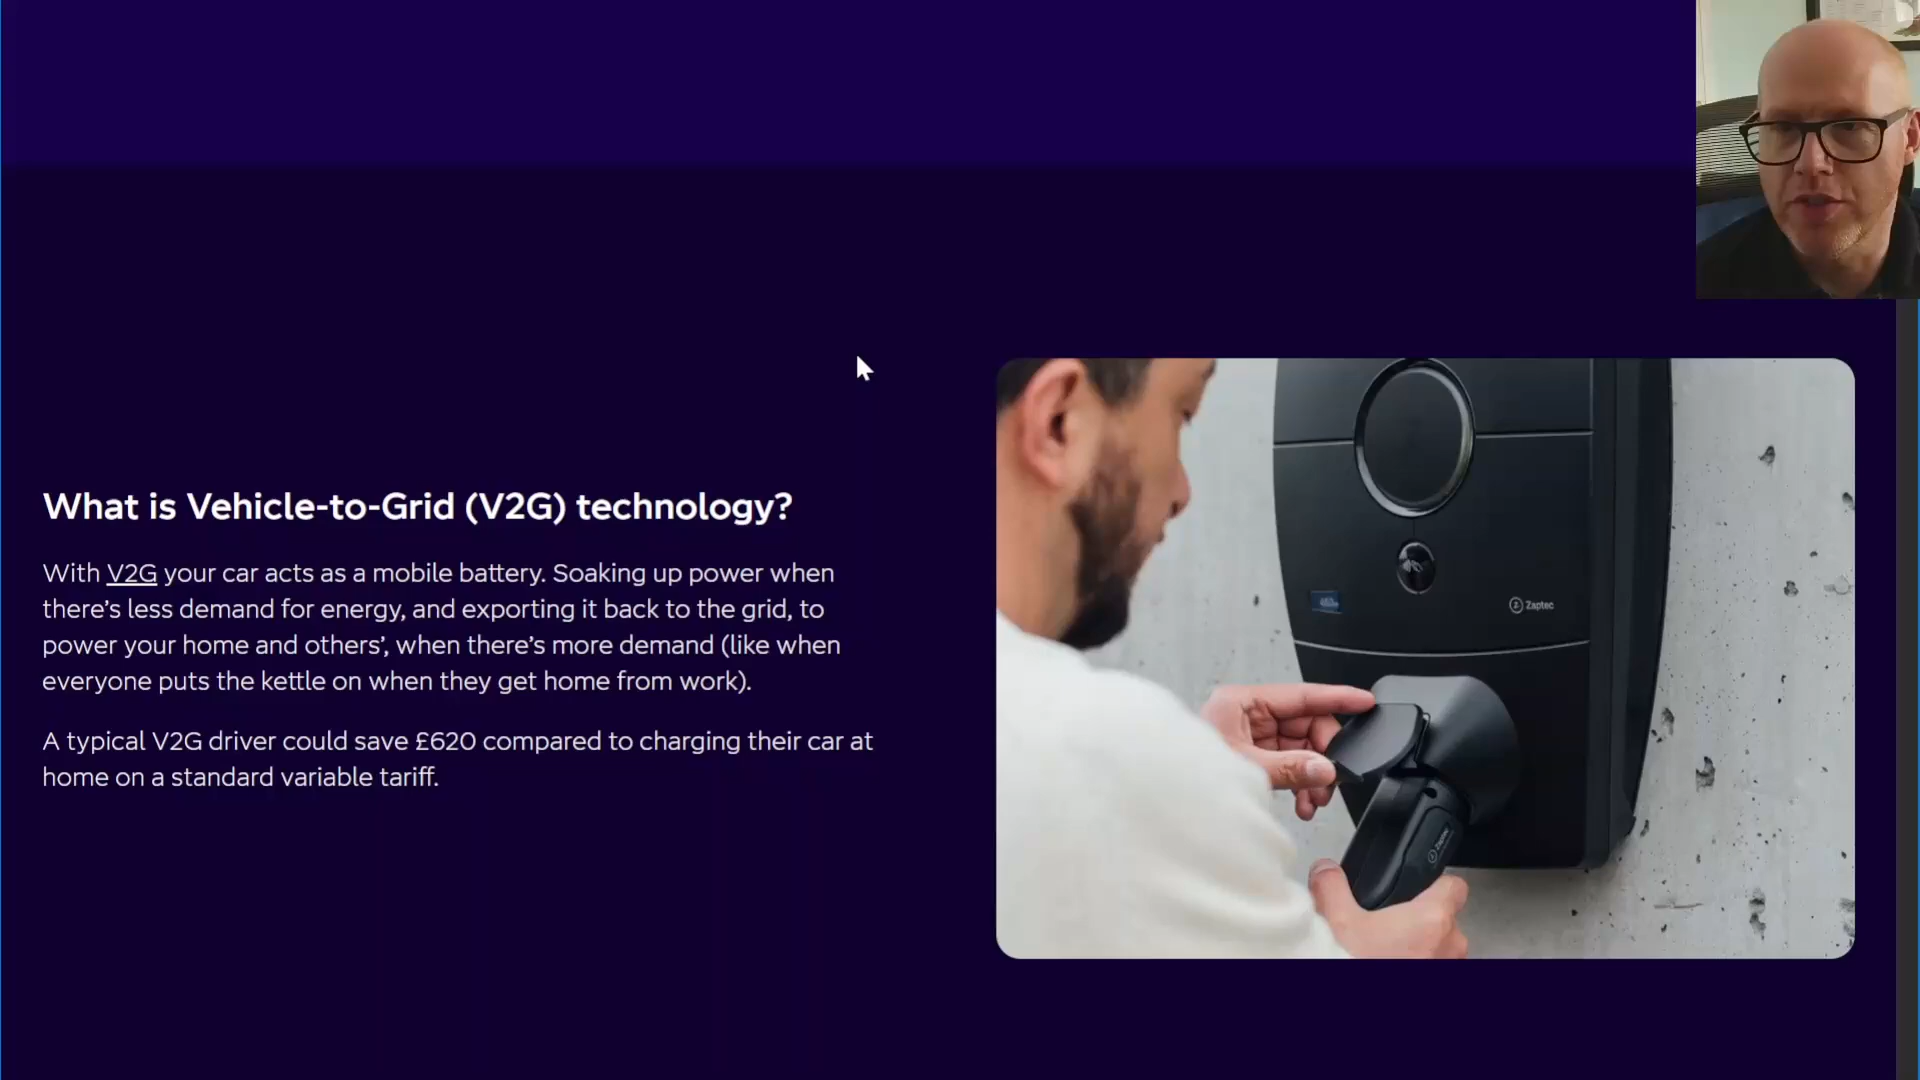 What is Vehicle-to-Grid (V2G) technology?
With V2G your car acts as a mobile battery. Soaking up power when
there's less demand for energy, and exporting it back to the grid, to
power your home and others', when there's more demand (like when
everyone puts the kettle on when they get home from work).
A typical V2G driver could save £620 compared to charging their car at
home on a standard variable tariff.
Zaptec
Zaptec